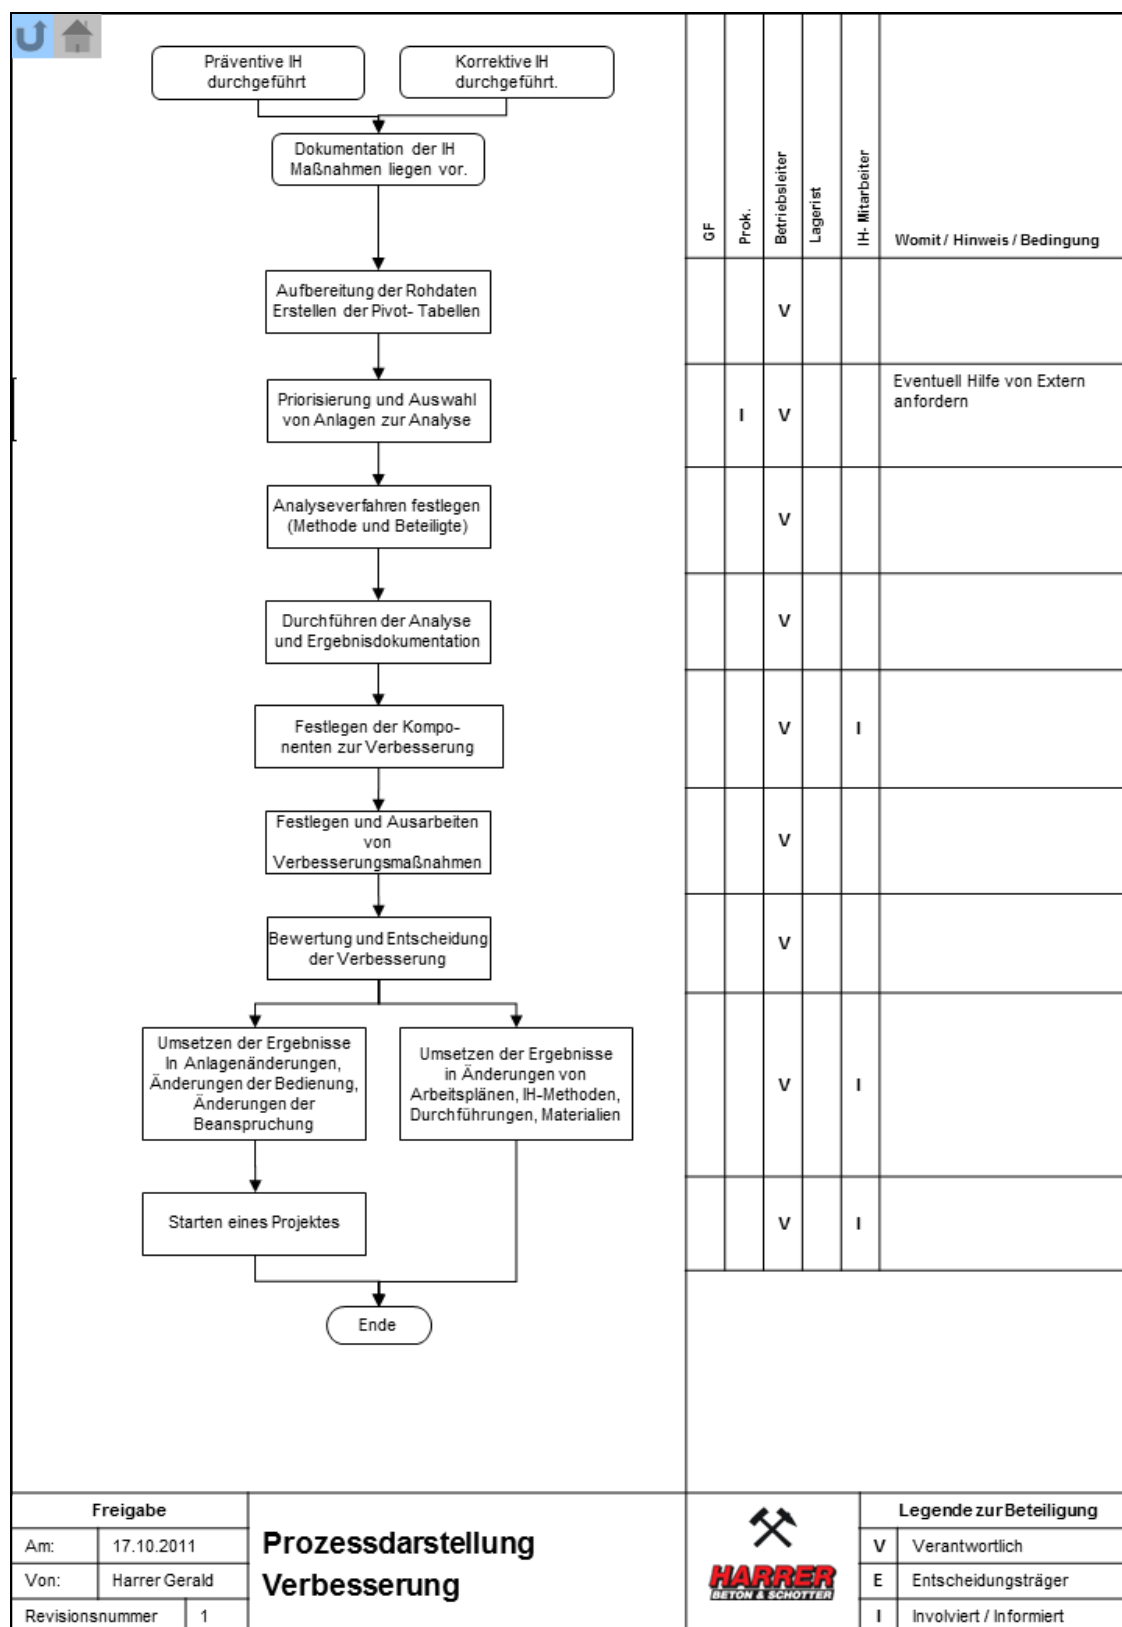 Präventive IH
durchgeführt
Korrektive IH
durchgeführt.
Dokumentation der IH
Maßnahmen liegen vor.
GF
Prok.
Betriebsleiter
Lagerist
IH- Mitarbeiter
Womit / Hinweis / Bedingung
Aufbereitung der Rohdaten
Erstellen der Pivot- Tabellen
V
Priorisierung und Auswahl
von Anlagen zur Analyse
I
V
Eventuell Hilfe von Extern
anfordern
Analyseverfahren festlegen
(Methode und Beteiligte)
V
Durchführen der Analyse
und Ergebnisdokumentation
V
Festlegen der Kompo-
nenten zur Verbesserung
V
I
Festlegen und Ausarbeiten
von
Verbesserungsmaßnahmen
V
Bewertung und Entscheidung
der Verbesserung
V
Umsetzen der Ergebnisse
In Anlagenänderungen,
Änderungen der Bedienung,
Änderungen der
Beanspruchung
Umsetzen der Ergebnisse
in Änderungen von
Arbeitsplänen, IH-Methoden,
Durchführungen, Materialien
V
I
Starten eines Projektes
V
I
Ende
Freigabe
Am: 17.10.2011
Von: Harrer Gerald
Revisionsnummer 1
Prozessdarstellung
Verbesserung
HARRER
BETON & SCHOTTER
Legende zur Beteiligung
V Verantwortlich
E Entscheidungsträger
I Involviert / Informiert